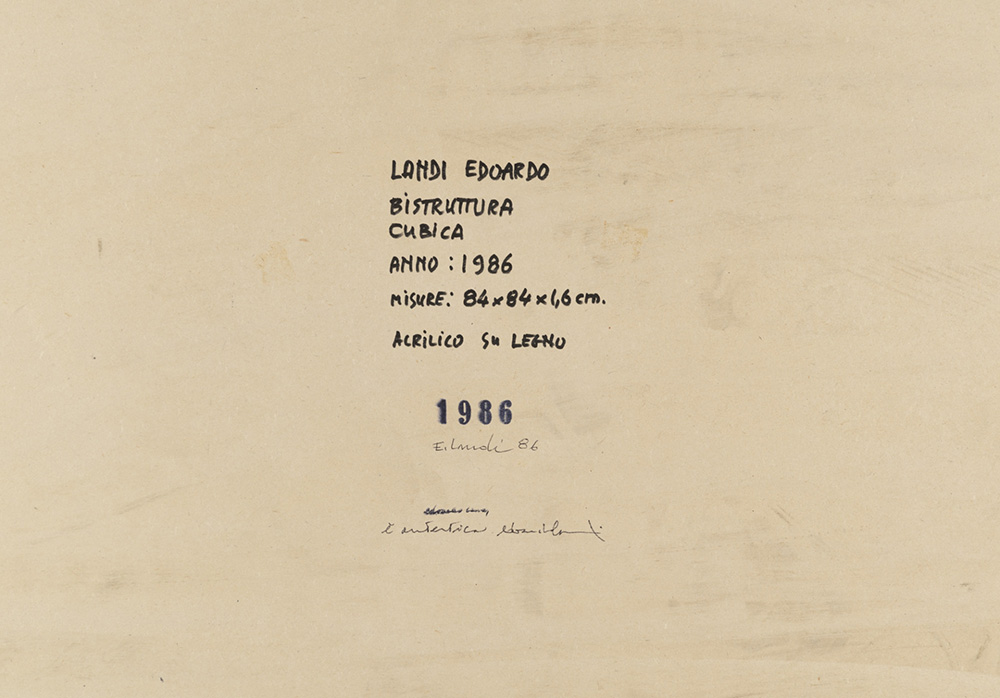 LANDI EDOARDO
BISTRUTTURA
CUBICA
ANNO : 1986
MISURE: 84x84x1,6 cm.
ACRILICO SU LEGNO
1986
E. Landi 86
è autentica